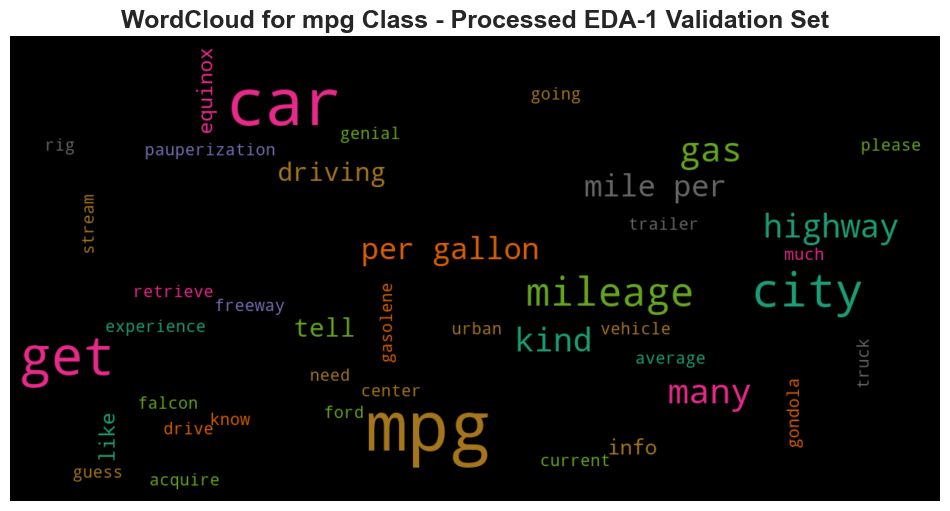 WordCloud for mpg Class - Processed EDA-1 Validation Set
equinox
car
going
genial
rig
pauperization
gas
please
driving
mile per
stream
trailer
highway
per gallon
much
retrieve
mileage
city
freeway
gasolene
experience
tell
urban
kind
vehicle
get
average
truck
need
center
many
gondola
falcon
ford
mpg
like
drive
know
info
guess
acquire
current